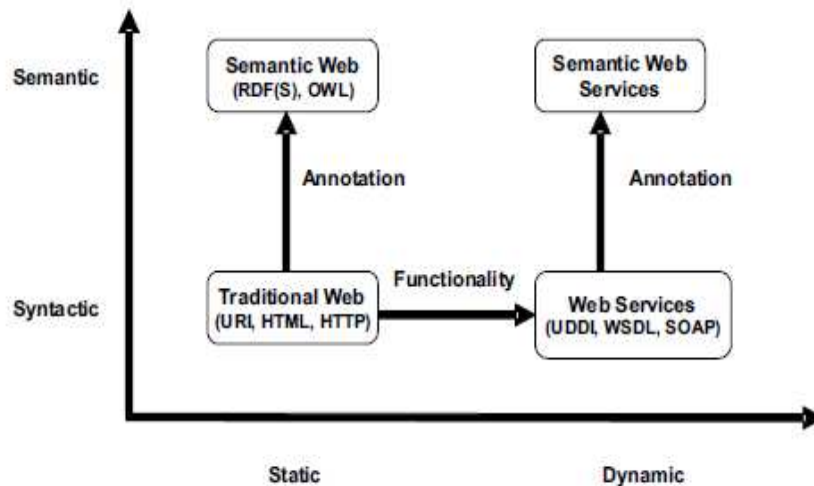 Semantic
Semantic Web
(RDF(S), OWL)
Semantic Web
Services
Annotation
Annotation
Functionality
Syntactic
Traditional Web
(URI, HTML, HTTP)
Web Services
(UDDI, WSDL, SOAP)
Static
Dynamic